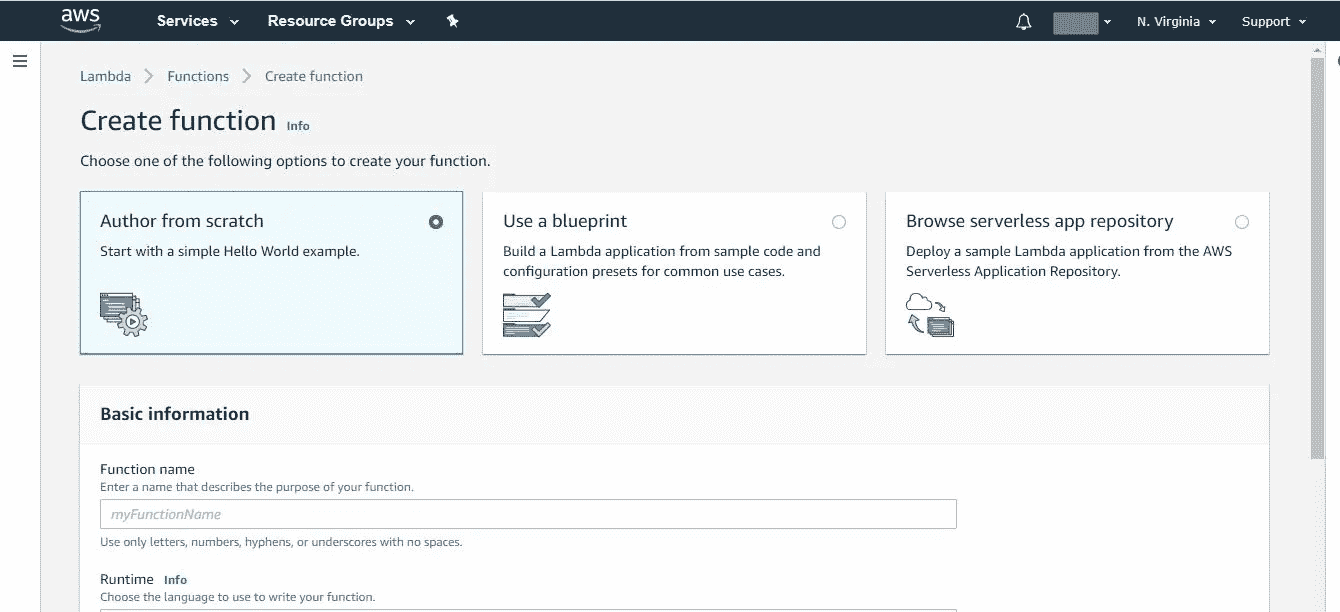 aws
Services Resource Groups N. Virginia Support
Lambda Functions Create function
Create function Info
Choose one of the following options to create your function.
Author from scratch
Start with a simple Hello World example.
Use a blueprint
Build a Lambda application from sample code and
configuration presets for common use cases.
Browse serverless app repository
Deploy a sample Lambda application from the AWS
Serverless Application Repository.
Basic information
Function name
Enter a name that describes the purpose of your function.
myFunctionName
Use only letters, numbers, hyphens, or underscores with no spaces.
Runtime Info
Choose the language to use to write your function.